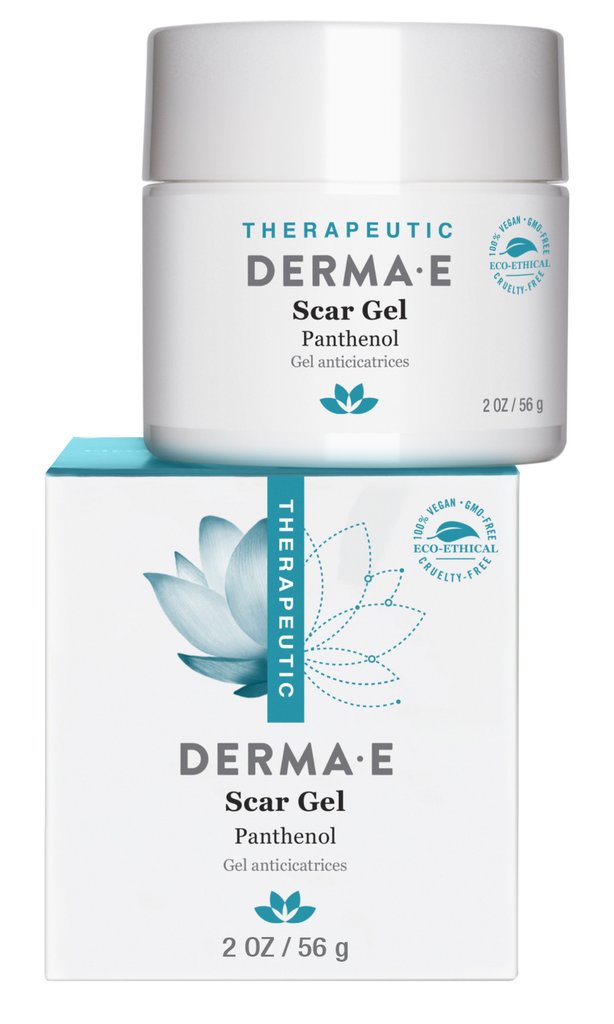 THERAPEUTIC
DERMA·E
Scar Gel
Panthenol
Gel anticicatrices
2 OZ / 56 g
100% VEGAN · GMO-FREE
ECO-ETHICAL
CRUELTY-FREE
THERAPEUTIC
100% VEGAN · GMO-FREE
ECO-ETHICAL
CRUELTY-FREE
DERMA·E
Scar Gel
Panthenol
Gel anticicatrices
2 OZ / 56 g